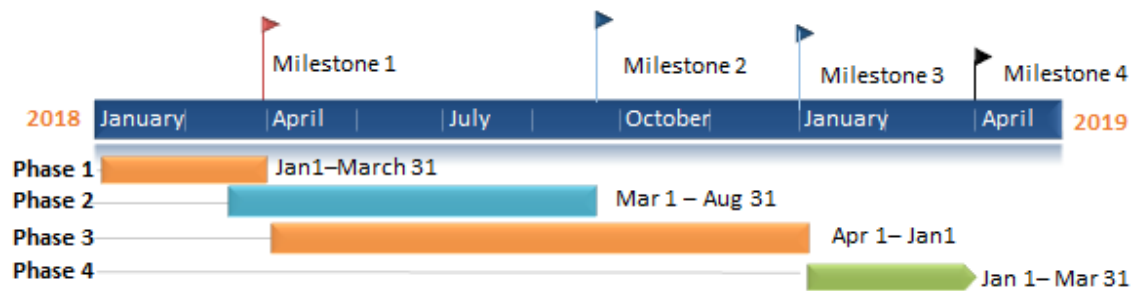 Milestone 1
Milestone 2
Milestone 3
Milestone 4
2018 January April July October January April 2019
Phase 1 Jan1–March 31
Phase 2 Mar 1 – Aug 31
Phase 3 Apr 1– Jan1
Phase 4 Jan 1– Mar 31